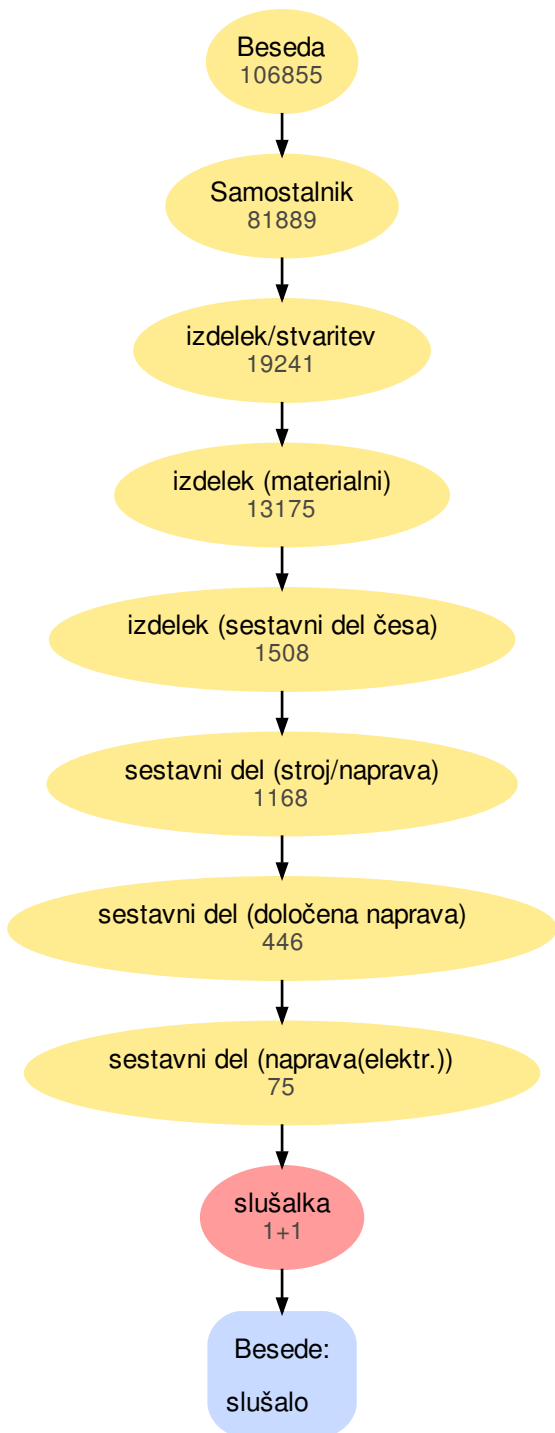 Beseda
106855
Samostalnik
81889
izdelek/stvaritev
19241
izdelek (materialni)
13175
izdelek (sestavni del česa)
1508
sestavni del (stroj/naprava)
1168
sestavni del (določena naprava)
446
sestavni del (naprava(elektr.))
75
slušalka
1+1
Besede:
slušalo